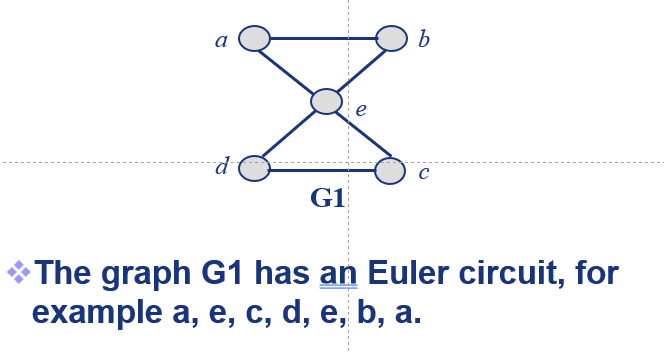 a
b
e
d
c
G1
The graph G1 has an Euler circuit, for
example a, e, c, d, e, b, a.